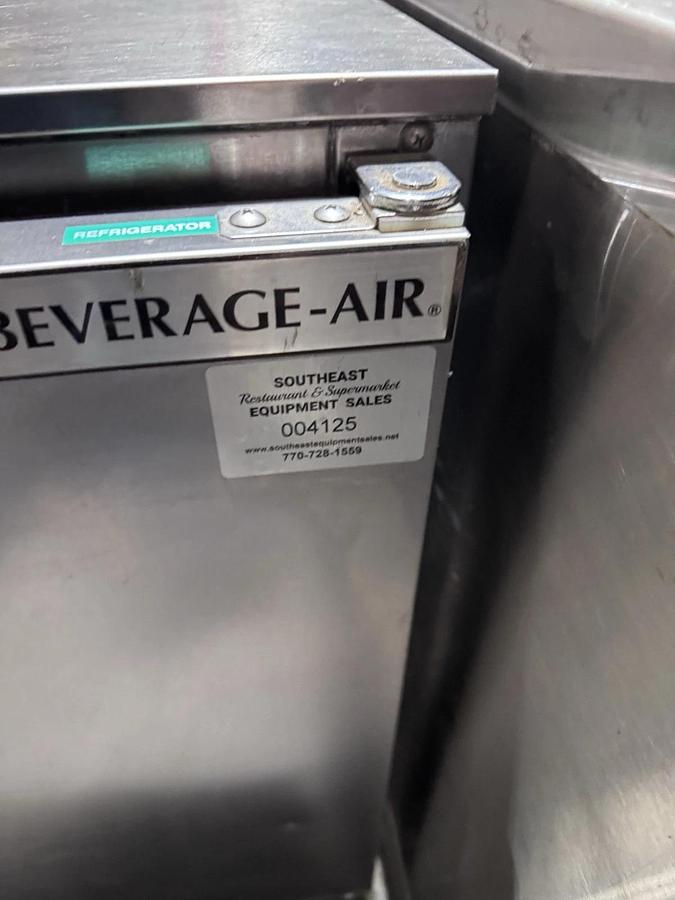 REFRIGERATOR
BEVERAGE-AIR®
SOUTHEAST
Restaurant & Supermarket
EQUIPMENT SALES
004125
www.southeastequipmentsales.net
770-728-1559